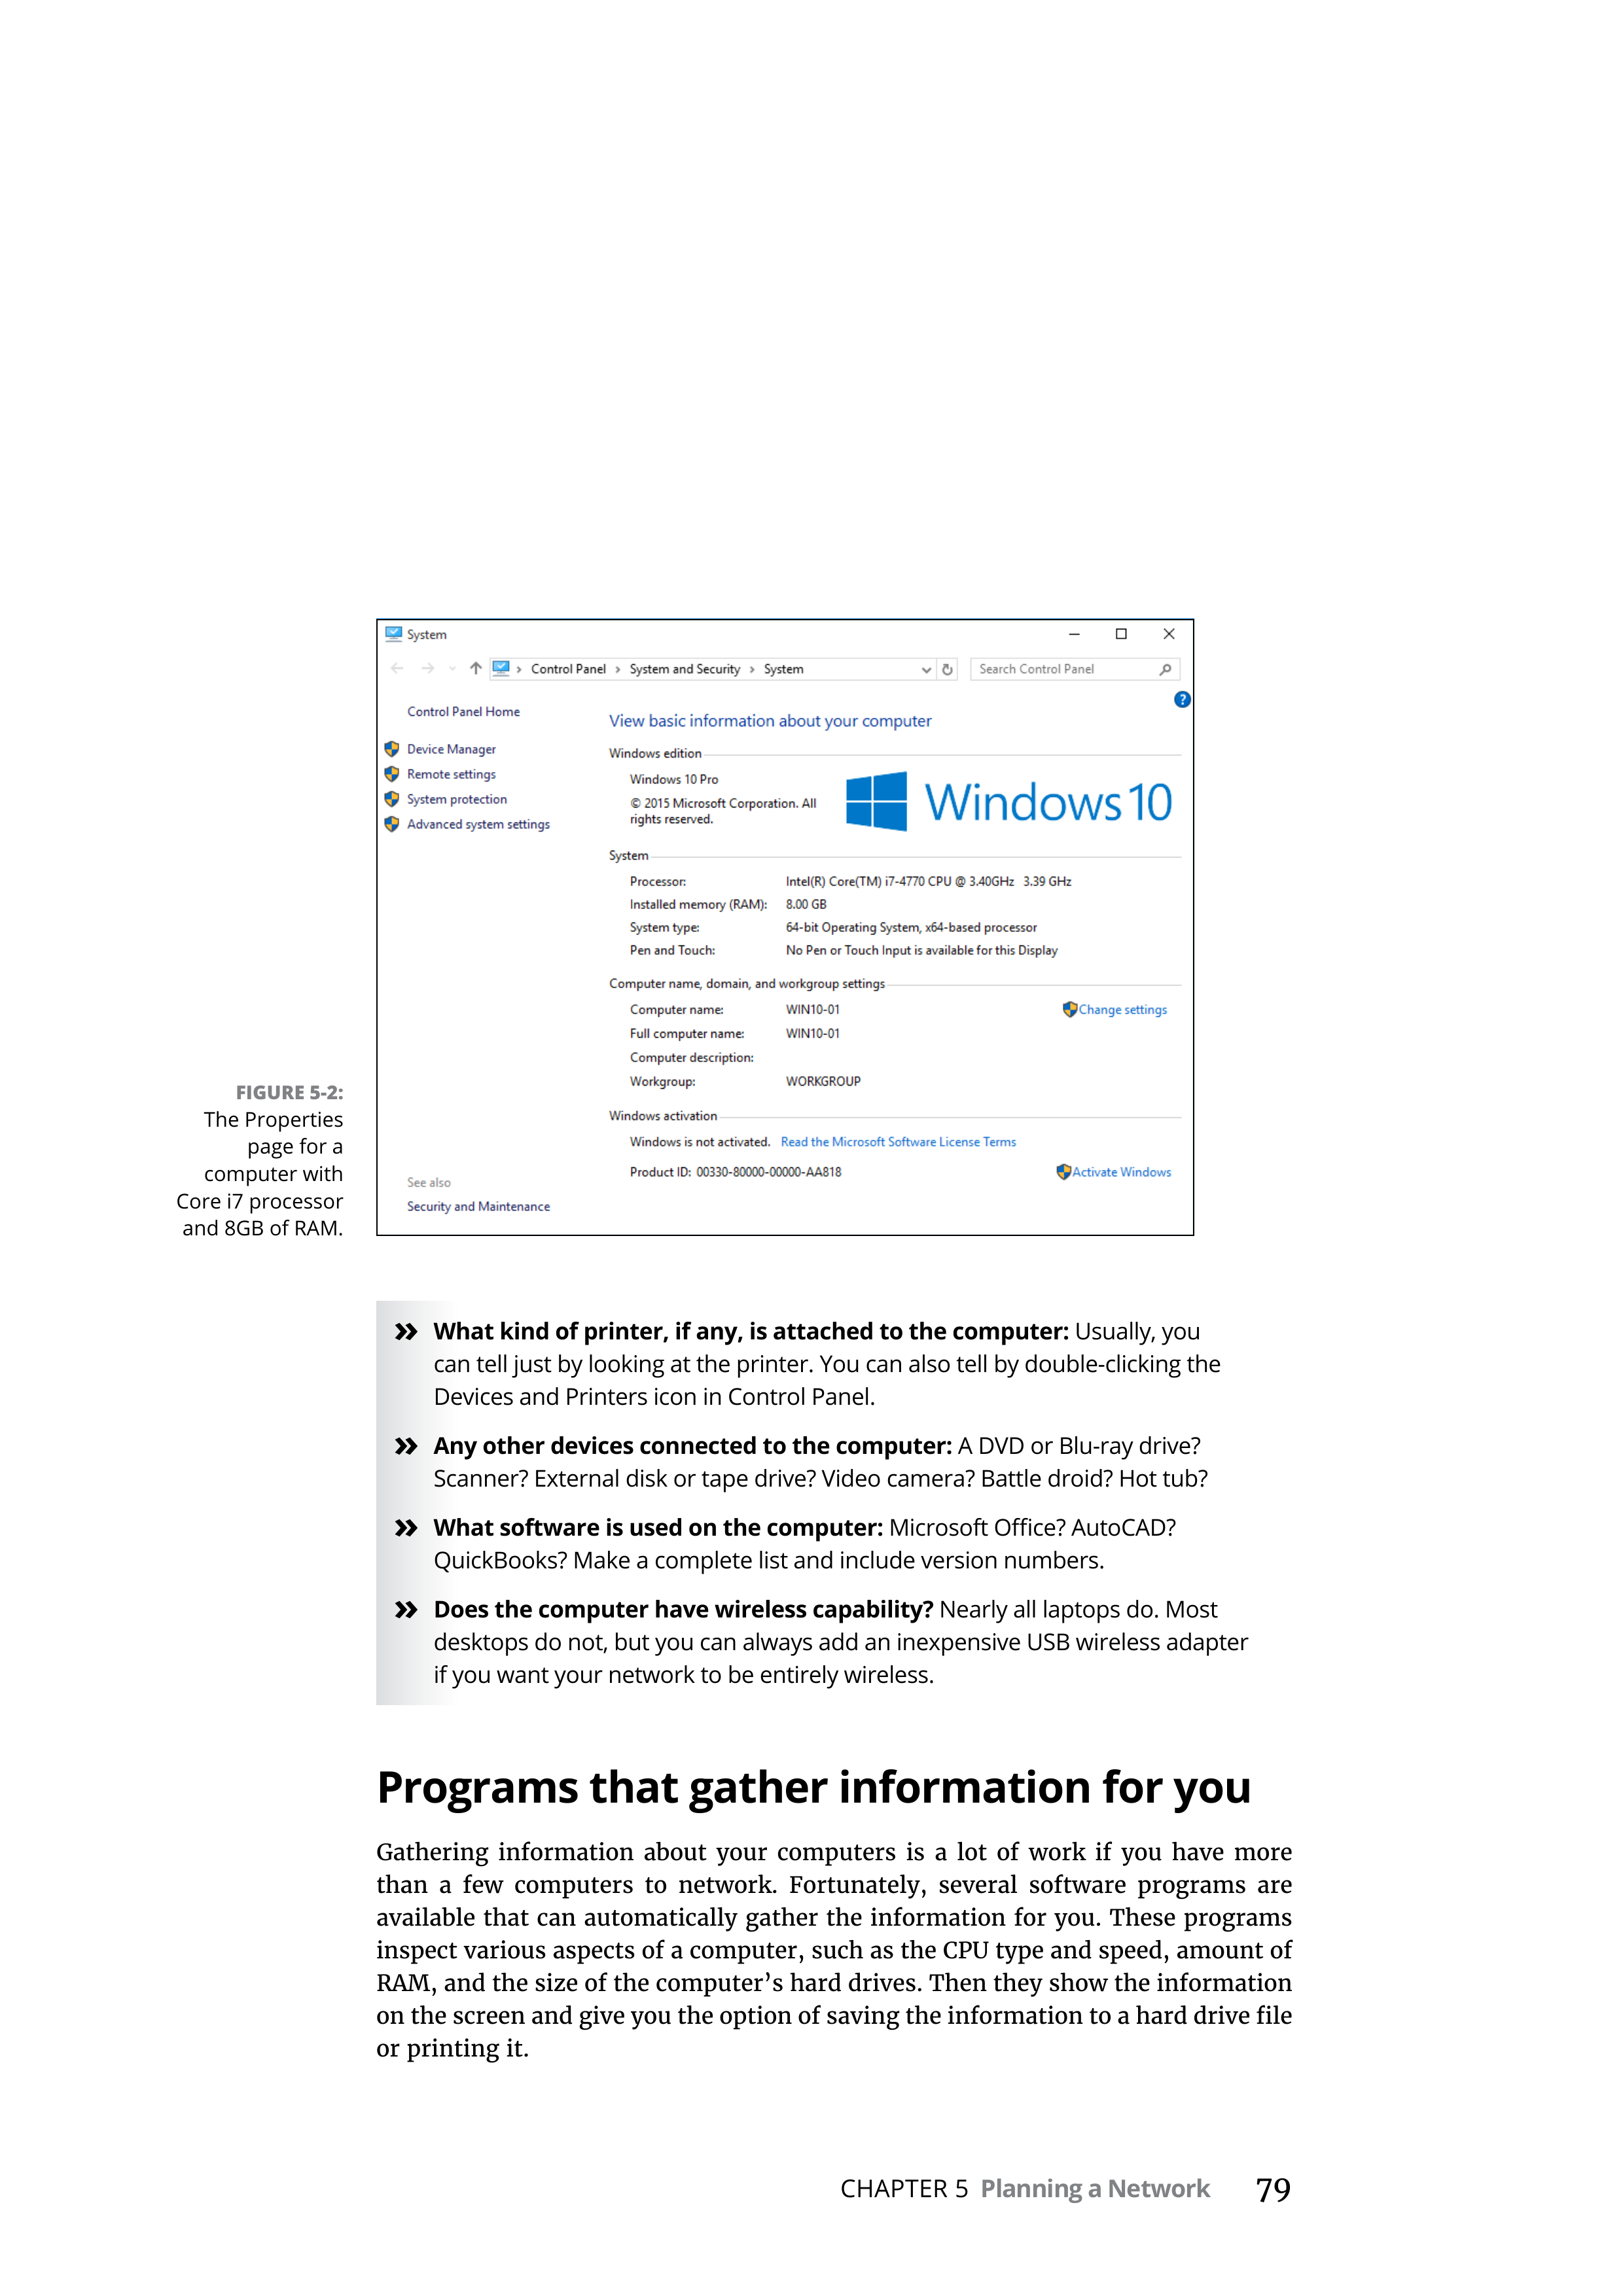 System
Control Panel › System and Security › System
Search Control Panel
?
Control Panel Home
Device Manager
Remote settings
System protection
Advanced system settings
See also
Security and Maintenance
View basic information about your computer
Windows edition
Windows 10 Pro
© 2015 Microsoft Corporation. All
rights reserved.
Windows 10
System
Processor: Intel(R) Core(TM) i7-4770 CPU @ 3.40GHz 3.39 GHz
Installed memory (RAM): 8.00 GB
System type: 64-bit Operating System, x64-based processor
Pen and Touch: No Pen or Touch Input is available for this Display
Computer name, domain, and workgroup settings
Computer name: WIN10-01 Change settings
Full computer name: WIN10-01
Computer description:
Workgroup: WORKGROUP
Windows activation
Windows is not activated. Read the Microsoft Software License Terms
Product ID: 00330-80000-00000-AA818 Activate Windows
FIGURE 5-2:
The Properties
page for a
computer with
Core i7 processor
and 8GB of RAM.
» What kind of printer, if any, is attached to the computer: Usually, you
can tell just by looking at the printer. You can also tell by double-clicking the
Devices and Printers icon in Control Panel.
» Any other devices connected to the computer: A DVD or Blu-ray drive?
Scanner? External disk or tape drive? Video camera? Battle droid? Hot tub?
» What software is used on the computer: Microsoft Office? AutoCAD?
QuickBooks? Make a complete list and include version numbers.
» Does the computer have wireless capability? Nearly all laptops do. Most
desktops do not, but you can always add an inexpensive USB wireless adapter
if you want your network to be entirely wireless.
Programs that gather information for you
Gathering information about your computers is a lot of work if you have more
than a few computers to network. Fortunately, several software programs are
available that can automatically gather the information for you. These programs
inspect various aspects of a computer, such as the CPU type and speed, amount of
RAM, and the size of the computer’s hard drives. Then they show the information
on the screen and give you the option of saving the information to a hard drive file
or printing it.
CHAPTER 5 Planning a Network 79